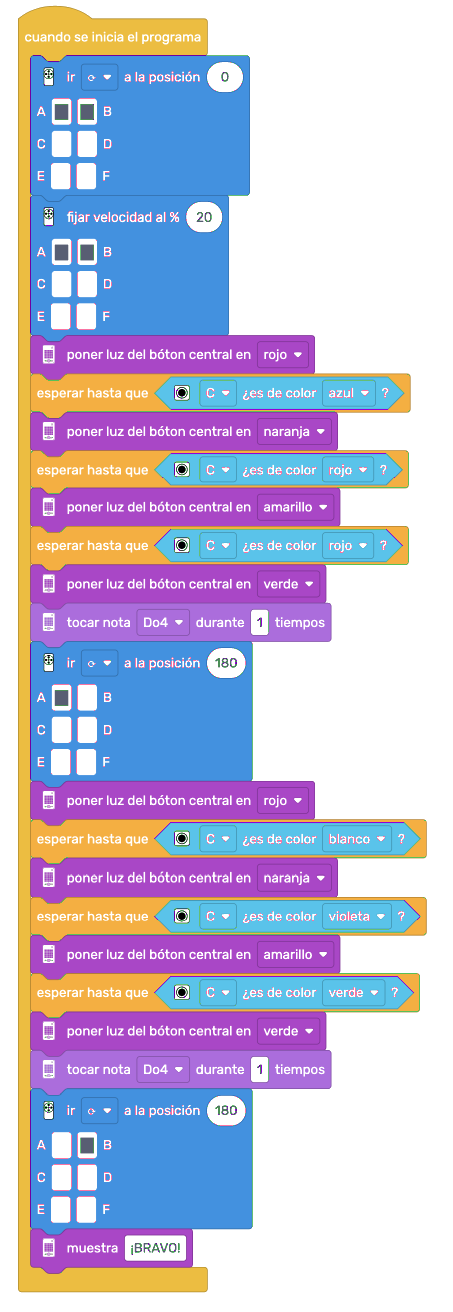 cuando se inicia el programa
ir a la posición 0
A B
C D
E F
fijar velocidad al % 20
A B
C D
E F
poner luz del bóton central en rojo
esperar hasta que C ¿es de color azul ?
poner luz del bóton central en naranja
esperar hasta que C ¿es de color rojo ?
poner luz del bóton central en amarillo
esperar hasta que C ¿es de color rojo ?
poner luz del bóton central en verde
tocar nota Do4 durante 1 tiempos
ir a la posición 180
A B
C D
E F
poner luz del bóton central en rojo
esperar hasta que C ¿es de color blanco ?
poner luz del bóton central en naranja
esperar hasta que C ¿es de color violeta ?
poner luz del bóton central en amarillo
esperar hasta que C ¿es de color verde ?
poner luz del bóton central en verde
tocar nota Do4 durante 1 tiempos
ir a la posición 180
A B
C D
E F
muestra ¡BRAVO!